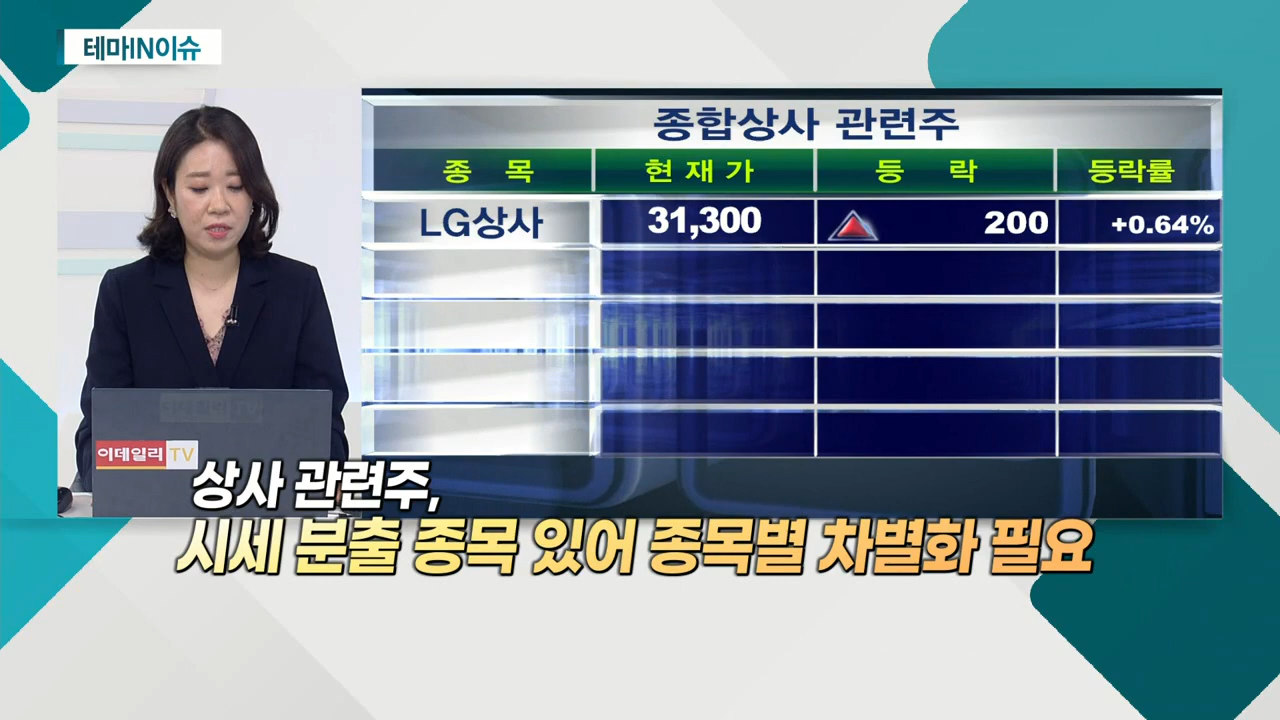 테마IN이슈
종합상사 관련주
종목 현재가 등락 등락률
LG상사 31,300 200 +0.64%
이데일리TV
상사 관련주,
시세 분출 종목 있어 종목별 차별화 필요